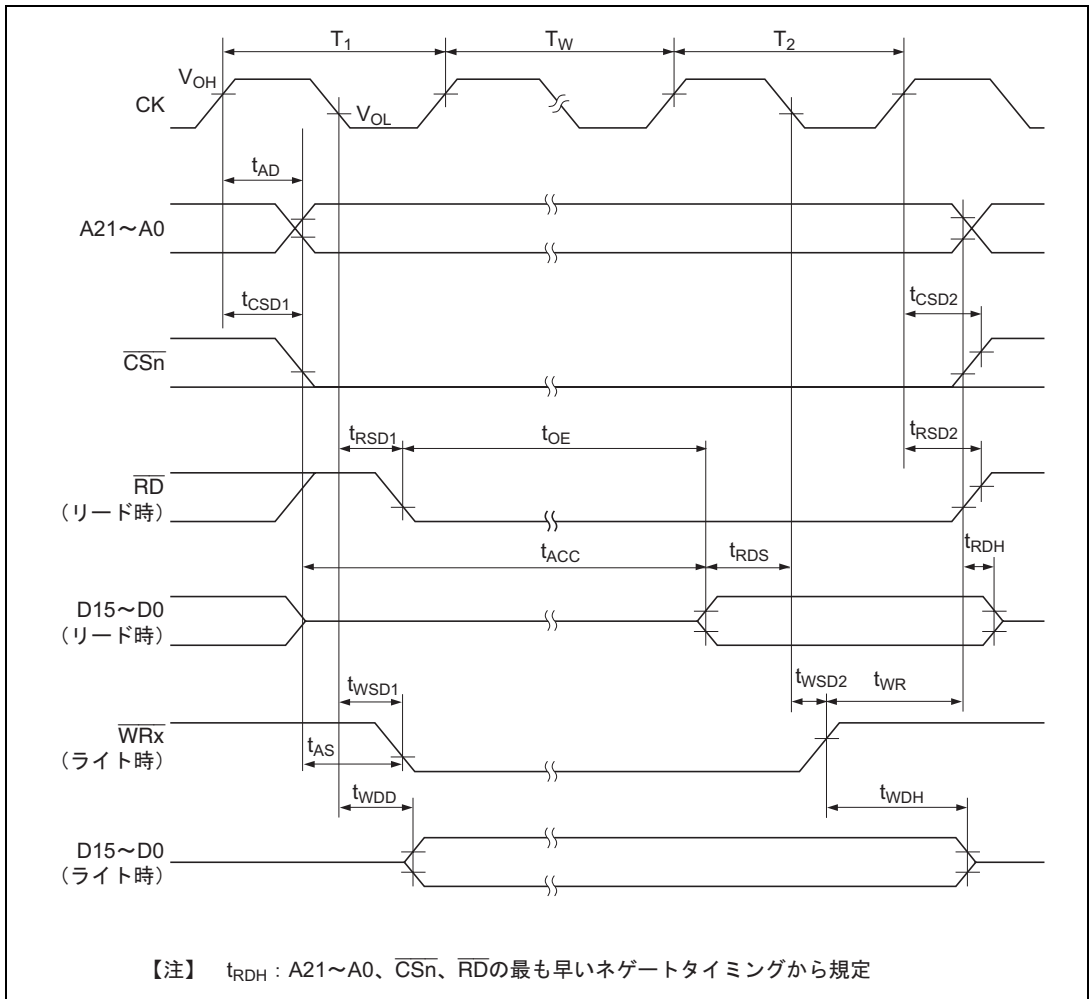 T1 TW T2
VOH
CK
VOL
tAD
A21～A0
tCSD1 tCSD2
CSn
tRSD1 tOE tRSD2
RD
（リード時）
tACC tRDS tRDH
D15～D0
（リード時）
tWSD1 tWSD2 tWR
WRx
（ライト時）
tAS
tWDD tWDH
D15～D0
（ライト時）
【注】 tRDH：A21～A0、CSn、RDの最も早いネゲートタイミングから規定